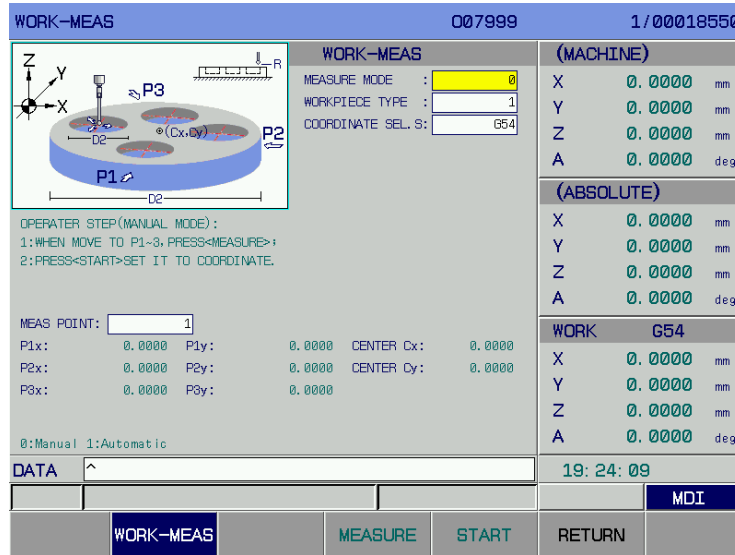 WORK-MEAS O07999 1/00018550
Z
Y
X
R
P3
D2
(Cx,Cy)
P2
P1
D2
WORK-MEAS
MEASURE MODE : 0
WORKPIECE TYPE : 1
COORDINATE SEL.S: G54
OPERATER STEP(MANUAL MODE):
1:WHEN MOVE TO P1~3,PRESS<MEASURE>;
2:PRESS<START>SET IT TO COORDINATE.
MEAS POINT: 1
P1x: 0.0000 P1y: 0.0000 CENTER Cx: 0.0000
P2x: 0.0000 P2y: 0.0000 CENTER Cy: 0.0000
P3x: 0.0000 P3y: 0.0000
0:Manual 1:Automatic
(MACHINE)
X 0.0000 mm
Y 0.0000 mm
Z 0.0000 mm
A 0.0000 deg
(ABSOLUTE)
X 0.0000 mm
Y 0.0000 mm
Z 0.0000 mm
A 0.0000 deg
WORK G54
X 0.0000 mm
Y 0.0000 mm
Z 0.0000 mm
A 0.0000 deg
DATA ^
19:24:09
MDI
WORK-MEAS MEASURE START RETURN